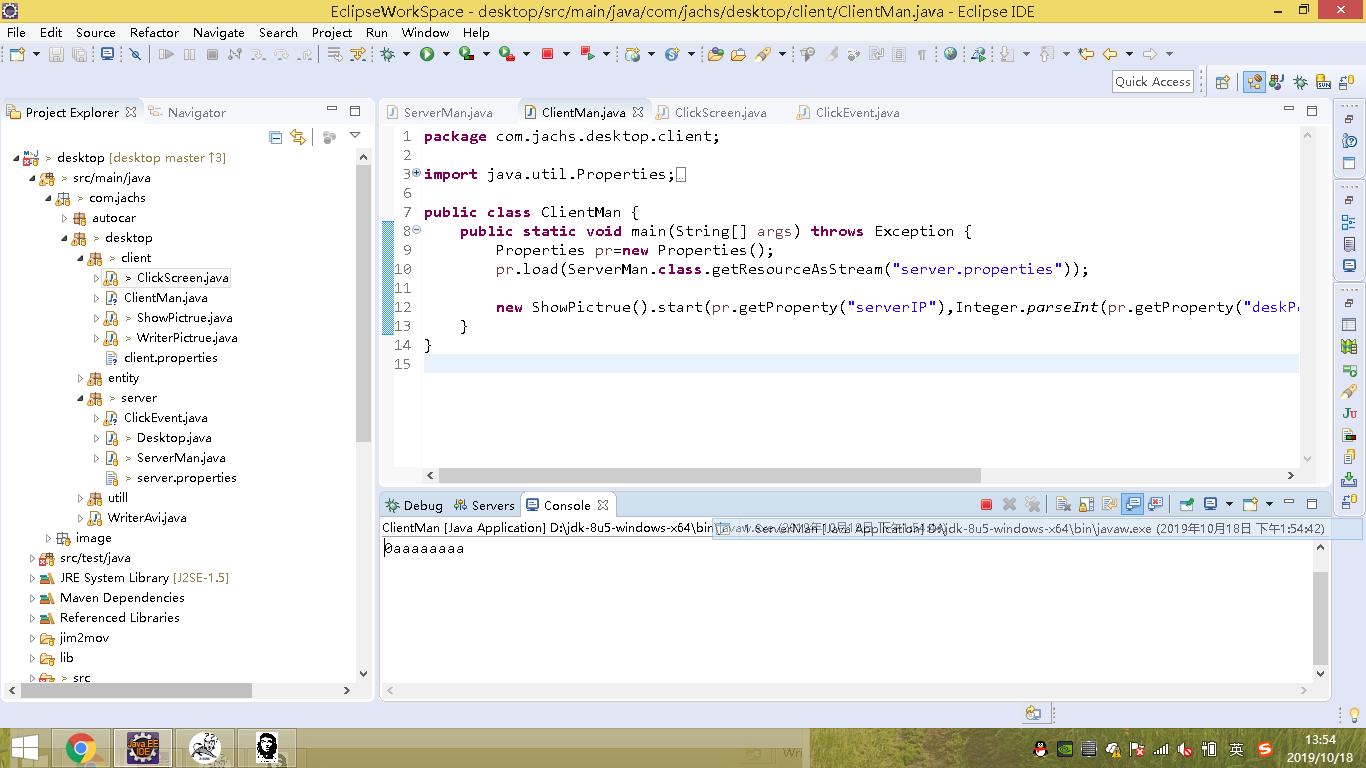 EclipseWorkSpace - desktop/src/main/java/com/jachs/desktop/client/ClientMan.java - Eclipse IDE
File Edit Source Refactor Navigate Search Project Run Window Help
Quick Access
Project Explorer Navigator
> desktop [desktop master ↑3]
> src/main/java
> com.jachs
autocar
> desktop
> client
> ClickScreen.java
ClientMan.java
> ShowPictrue.java
> WriterPictrue.java
client.properties
entity
> server
ClickEvent.java
> Desktop.java
> ServerMan.java
> server.properties
utill
WriterAvi.java
image
src/test/java
JRE System Library [J2SE-1.5]
Maven Dependencies
Referenced Libraries
jim2mov
lib
> src
ServerMan.java ClientMan.java ClickScreen.java ClickEvent.java
1 package com.jachs.desktop.client;
2
3 import java.util.Properties;
6
7 public class ClientMan {
8 public static void main(String[] args) throws Exception {
9 Properties pr=new Properties();
10 pr.load(ServerMan.class.getResourceAsStream("server.properties"));
11
12 new ShowPictrue().start(pr.getProperty("serverIP"),Integer.parseInt(pr.getProperty("deskP
13 }
14 }
15
Debug Servers Console
ClientMan [Java Application] D:\jdk-8u5-windows-x64\bin\ 1 ServerMan [Java Application] D:\jdk-8u5-windows-x64\bin\javaw.exe (2019年10月18日 下午1:54:42)
0aaaaaaaa
Java EE
IDE
英
13:54
2019/10/18